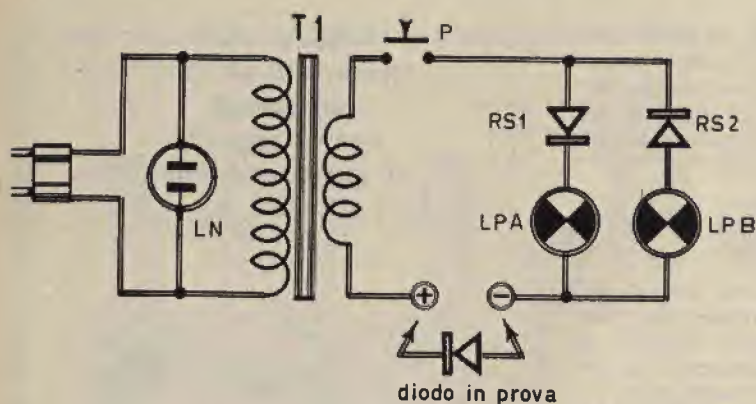 T1
P
RS1
RS2
LN
LPA
LPB
+
−
diodo in prova